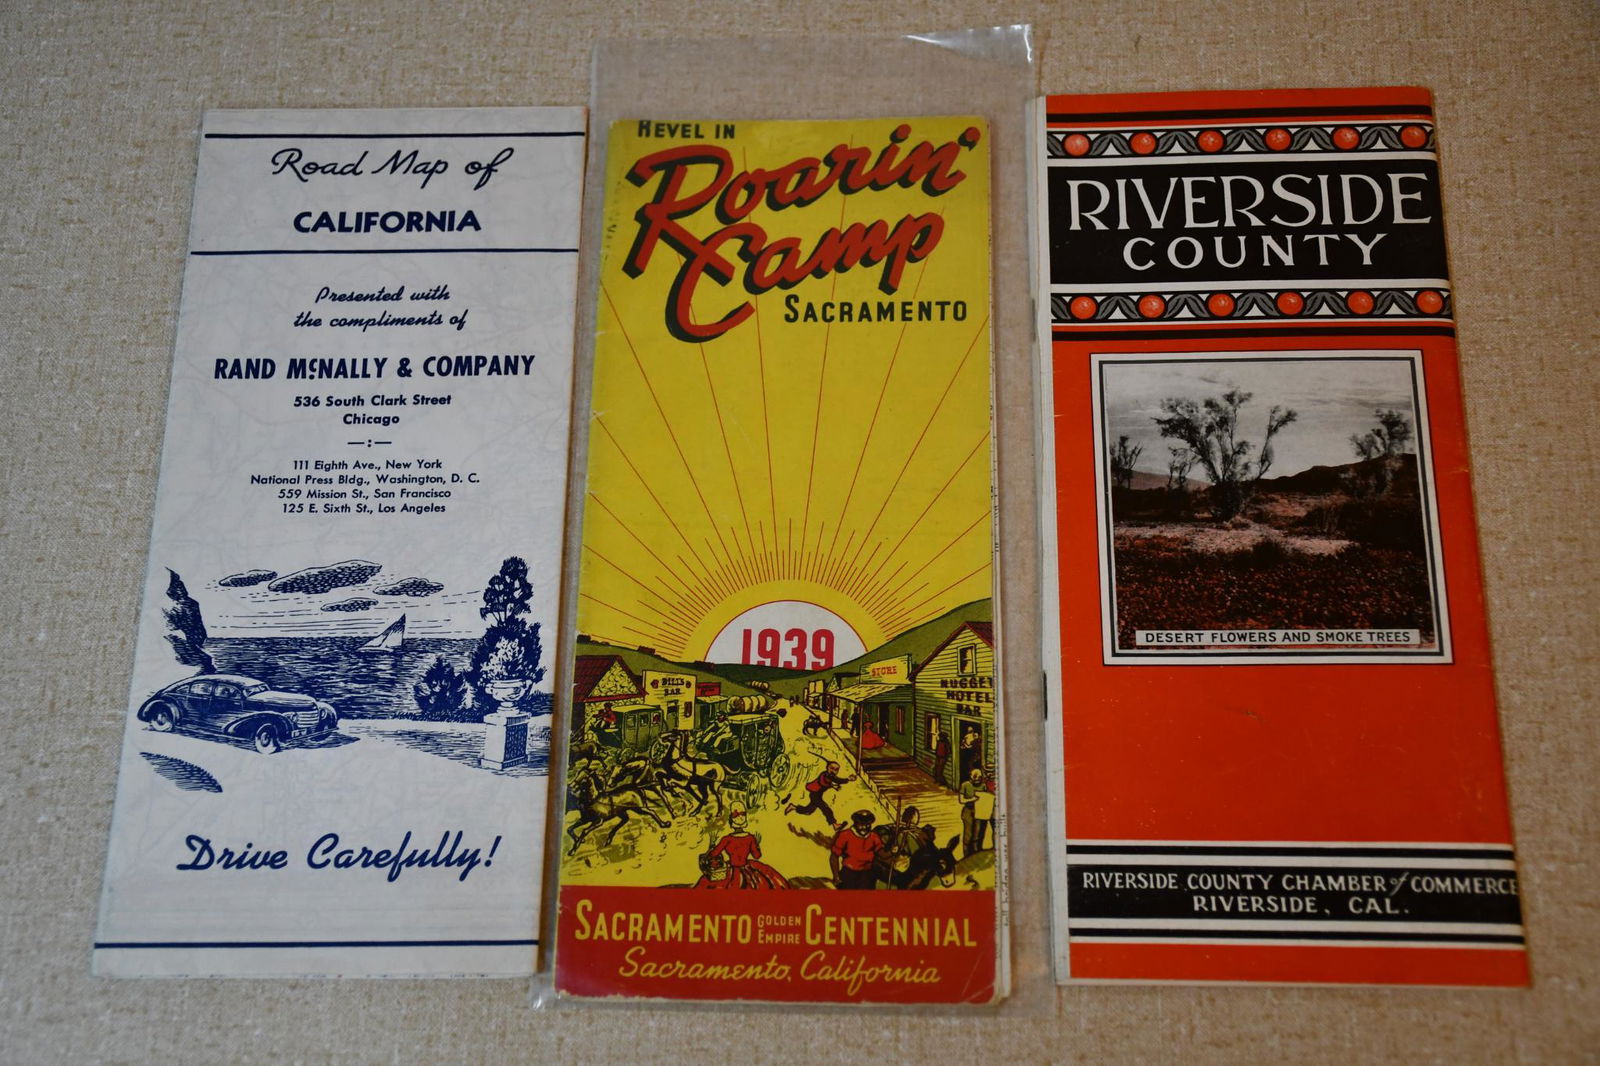 Road Map of
CALIFORNIA
Presented with
the compliments of
RAND McNALLY & COMPANY
536 South Clark Street
Chicago
—:—
111 Eighth Ave., New York
National Press Bldg., Washington, D. C.
559 Mission St., San Francisco
125 E. Sixth St., Los Angeles
Drive Carefully!
REVEL IN
Roarin'
Camp
SACRAMENTO
1939
BILL'S
BAR
STORE
NUGGET
HOTEL
BAR
SACRAMENTO GOLDEN EMPIRE CENTENNIAL
Sacramento, California
RIVERSIDE
COUNTY
DESERT FLOWERS AND SMOKE TREES
RIVERSIDE COUNTY CHAMBER of COMMERCE
RIVERSIDE, CAL.